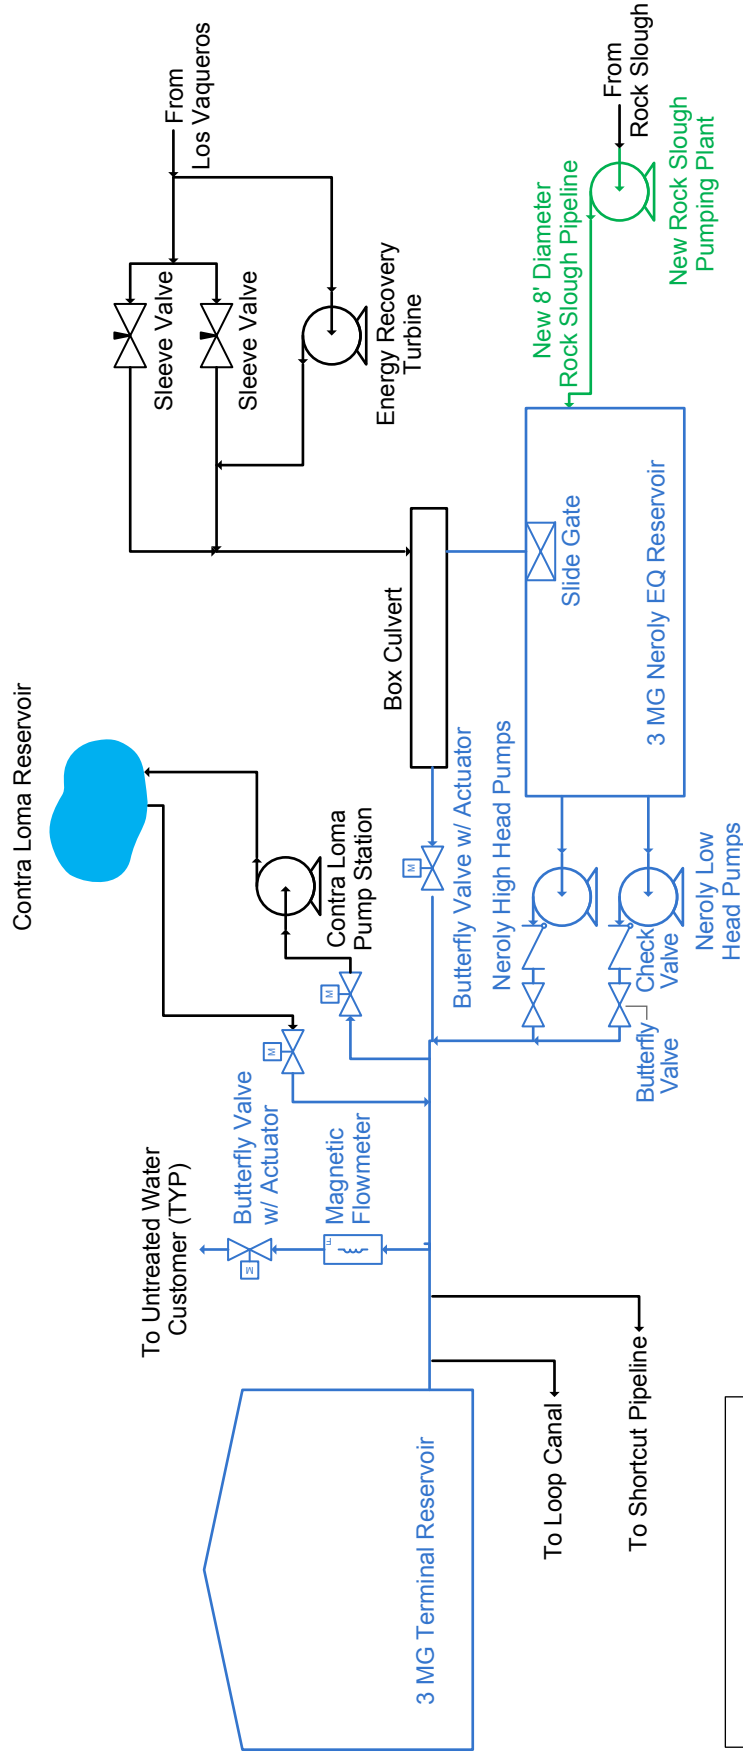 Contra Loma Reservoir
From
Los Vaqueros
Sleeve Valve
Sleeve Valve
Energy Recovery
Turbine
To Untreated Water
Customer (TYP)
Butterfly Valve
w/ Actuator
M
Magnetic
Flowmeter
M
M
Contra Loma
Pump Station
Box Culvert
M
Butterfly Valve w/ Actuator
New 8' Diameter
Rock Slough Pipeline
From
Rock Slough
New Rock Slough
Pumping Plant
3 MG Terminal Reservoir
To Loop Canal
To Shortcut Pipeline
Neroly High Head Pumps
Check
Valve
Butterfly
Valve
Neroly Low
Head Pumps
Slide Gate
3 MG Neroly EQ Reservoir